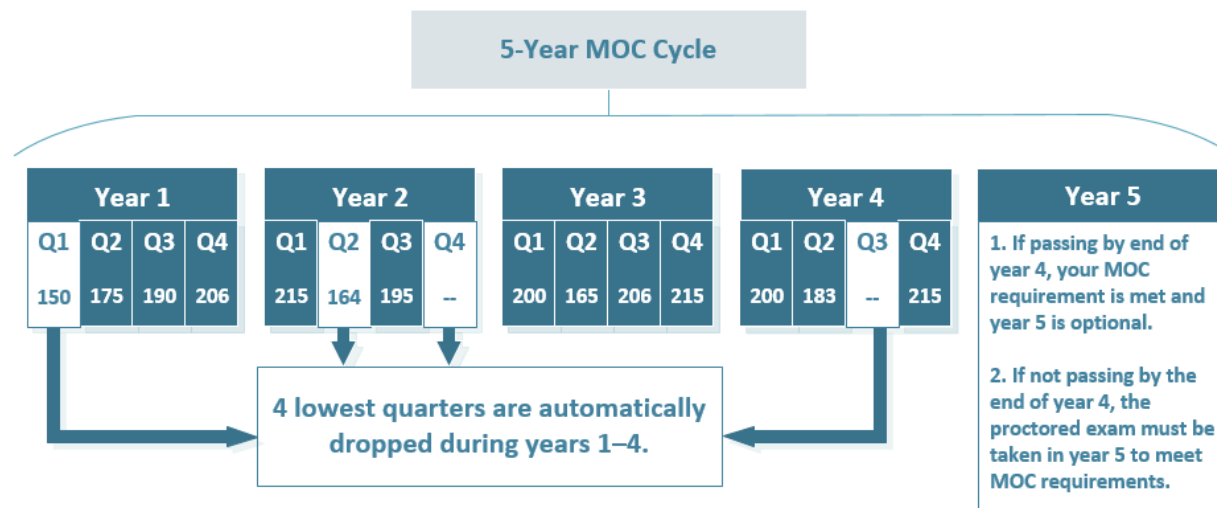 5-Year MOC Cycle
Year 1
Q1 Q2 Q3 Q4
150 175 190 206
Year 2
Q1 Q2 Q3 Q4
215 164 195 --
Year 3
Q1 Q2 Q3 Q4
200 165 206 215
Year 4
Q1 Q2 Q3 Q4
200 183 -- 215
Year 5
1. If passing by end of
year 4, your MOC
requirement is met and
year 5 is optional.
2. If not passing by the
end of year 4, the
proctored exam must be
taken in year 5 to meet
MOC requirements.
4 lowest quarters are automatically
dropped during years 1–4.